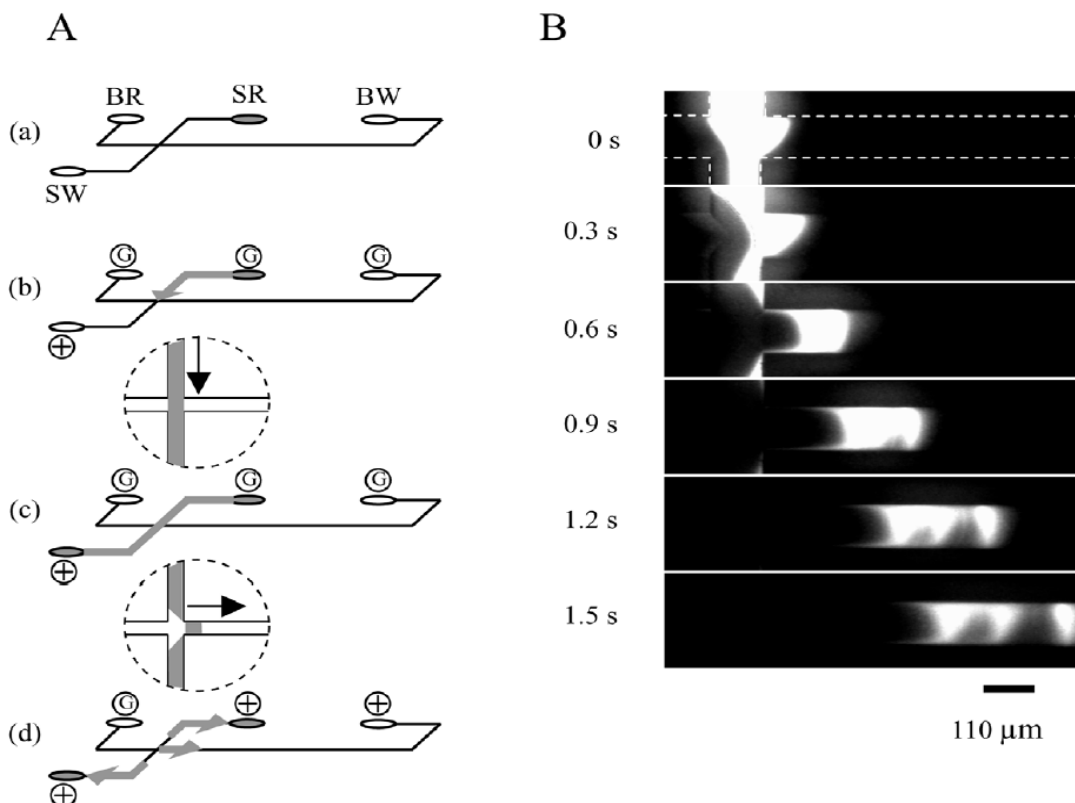 A
BR SR BW
(a)
SW
G G G
(b)
+
G G
(c)
+
G + +
(d)
+
B
0 s
0.3 s
0.6 s
0.9 s
1.2 s
1.5 s
110 μm